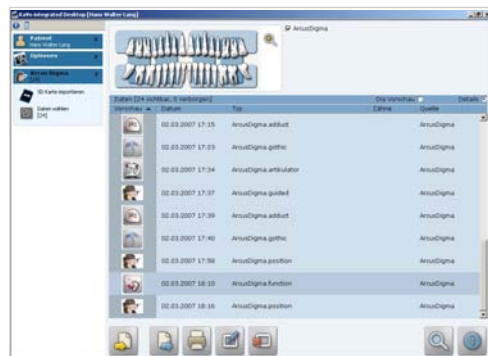 KaVo integrated Desktop [Hans Walter Lang]
Patient
Hans Walter Lang
Optionen
Arcus Digma
[24]
SD Karte importieren
Daten wählen
[24]
ArcusDigma
Daten [24 sichtbar, 0 verborgen]
Dia Vorschau
Details
Vorschau Datum Typ Zähne Quelle
02.03.2007 17:15 ArcusDigma.adduct ArcusDigma
02.03.2007 17:23 ArcusDigma.gothic ArcusDigma
02.03.2007 17:34 ArcusDigma.artikulator ArcusDigma
02.03.2007 17:37 ArcusDigma.guided ArcusDigma
02.03.2007 17:39 ArcusDigma.adduct ArcusDigma
02.03.2007 17:40 ArcusDigma.gothic ArcusDigma
02.03.2007 17:58 ArcusDigma.position ArcusDigma
02.03.2007 18:10 ArcusDigma.function ArcusDigma
02.03.2007 18:16 ArcusDigma.position ArcusDigma